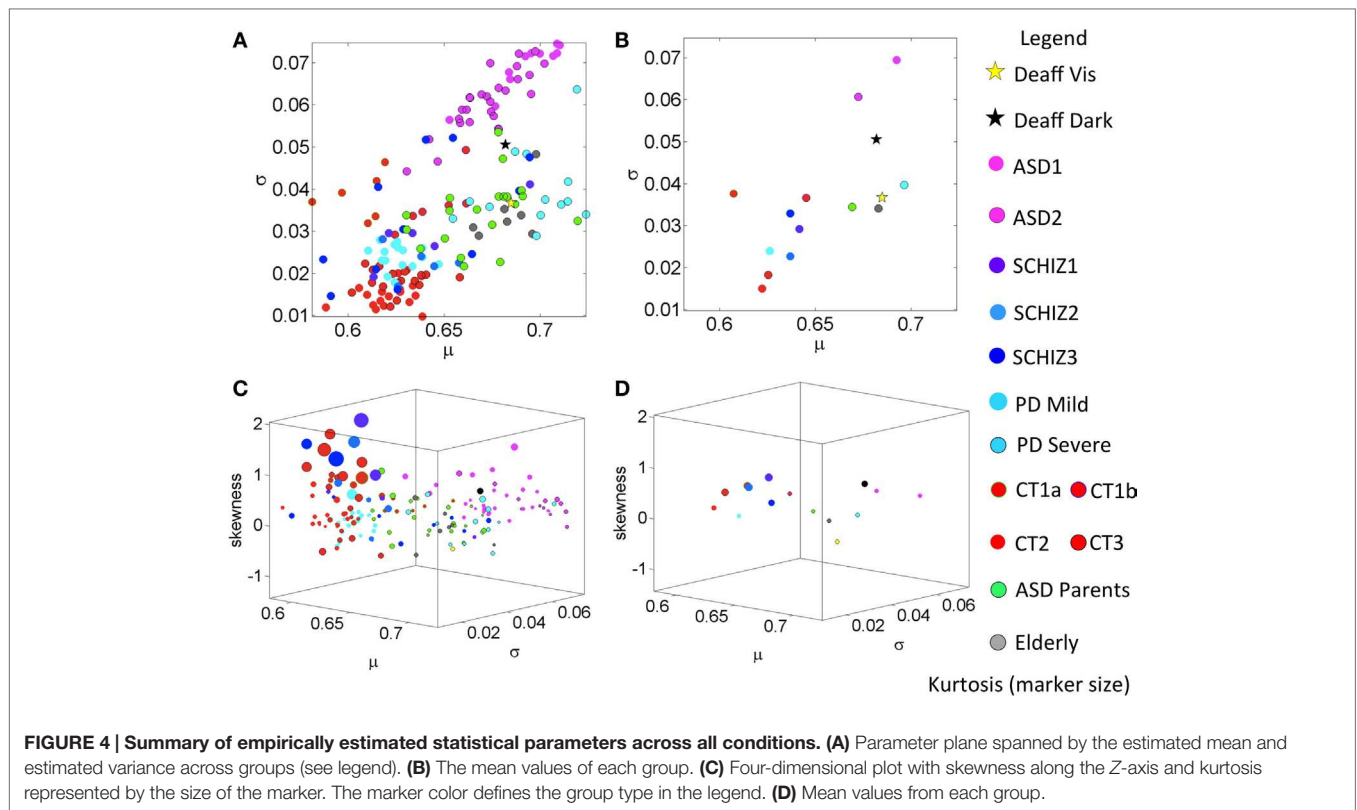 A
0.07
0.06
0.05
σ
0.04
0.03
0.02
0.01
0.6 0.65 0.7
μ
B
0.07
0.06
0.05
σ
0.04
0.03
0.02
0.01
0.6 0.65 0.7
μ
Legend
Deaff Vis
Deaff Dark
ASD1
ASD2
SCHIZ1
SCHIZ2
SCHIZ3
PD Mild
PD Severe
CT1a CT1b
CT2 CT3
ASD Parents
Elderly
Kurtosis (marker size)
C
2
1
skewness
0
-1
0.6 0.65 0.7
μ
0.02 0.04 0.06
σ
D
2
1
skewness
0
-1
0.6 0.65 0.7
μ
0.02 0.04 0.06
σ
FIGURE 4 | Summary of empirically estimated statistical parameters across all conditions. (A) Parameter plane spanned by the estimated mean and
estimated variance across groups (see legend). (B) The mean values of each group. (C) Four-dimensional plot with skewness along the Z-axis and kurtosis
represented by the size of the marker. The marker color defines the group type in the legend. (D) Mean values from each group.